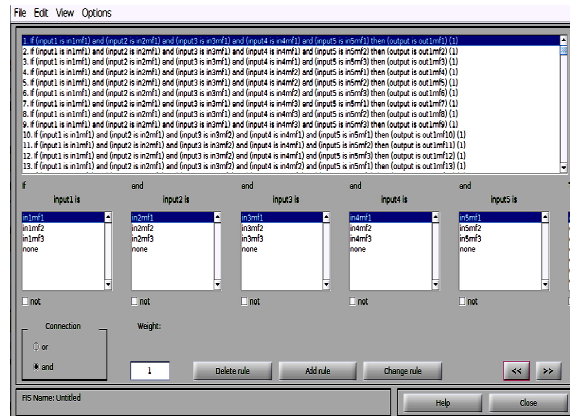 File Edit View Options
1. If (input1 is in1mf1) and (input2 is in2mf1) and (input3 is in3mf1) and (input4 is in4mf1) and (input5 is in5mf1) then (output is out1mf1) (1)
2. If (input1 is in1mf1) and (input2 is in2mf1) and (input3 is in3mf1) and (input4 is in4mf1) and (input5 is in5mf2) then (output is out1mf2) (1)
3. If (input1 is in1mf1) and (input2 is in2mf1) and (input3 is in3mf1) and (input4 is in4mf1) and (input5 is in5mf3) then (output is out1mf3) (1)
4. If (input1 is in1mf1) and (input2 is in2mf1) and (input3 is in3mf1) and (input4 is in4mf2) and (input5 is in5mf1) then (output is out1mf4) (1)
5. If (input1 is in1mf1) and (input2 is in2mf1) and (input3 is in3mf1) and (input4 is in4mf2) and (input5 is in5mf2) then (output is out1mf5) (1)
6. If (input1 is in1mf1) and (input2 is in2mf1) and (input3 is in3mf1) and (input4 is in4mf2) and (input5 is in5mf3) then (output is out1mf6) (1)
7. If (input1 is in1mf1) and (input2 is in2mf1) and (input3 is in3mf1) and (input4 is in4mf3) and (input5 is in5mf1) then (output is out1mf7) (1)
8. If (input1 is in1mf1) and (input2 is in2mf1) and (input3 is in3mf1) and (input4 is in4mf3) and (input5 is in5mf2) then (output is out1mf8) (1)
9. If (input1 is in1mf1) and (input2 is in2mf1) and (input3 is in3mf1) and (input4 is in4mf3) and (input5 is in5mf3) then (output is out1mf9) (1)
10. If (input1 is in1mf1) and (input2 is in2mf1) and (input3 is in3mf2) and (input4 is in4mf1) and (input5 is in5mf1) then (output is out1mf10) (1)
11. If (input1 is in1mf1) and (input2 is in2mf1) and (input3 is in3mf2) and (input4 is in4mf1) and (input5 is in5mf2) then (output is out1mf11) (1)
12. If (input1 is in1mf1) and (input2 is in2mf1) and (input3 is in3mf2) and (input4 is in4mf1) and (input5 is in5mf3) then (output is out1mf12) (1)
13. If (input1 is in1mf1) and (input2 is in2mf1) and (input3 is in3mf2) and (input4 is in4mf2) and (input5 is in5mf1) then (output is out1mf13) (1)
If and and and and
input1 is input2 is input3 is input4 is input5 is
in1mf1 in2mf1 in3mf1 in4mf1 in5mf1
in1mf2 in2mf2 in3mf2 in4mf2 in5mf2
in1mf3 in2mf3 in3mf3 in4mf3 in5mf3
none none none none none
not not not not not
Connection Weight:
or
and 1 Delete rule Add rule Change rule << >>
FIS Name: Untitled Help Close